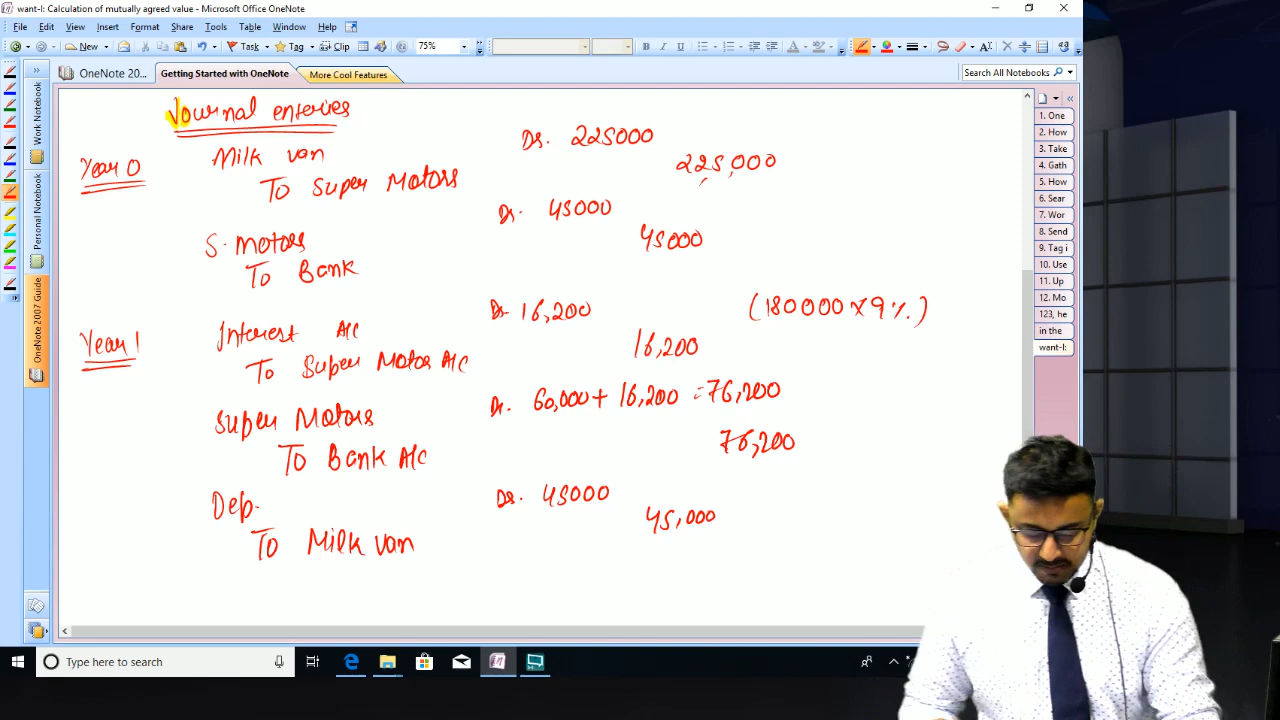 want-l: Calculation of mutually agreed value - Microsoft Office OneNote
File Edit View Insert Format Share Tools Table Window Help
New Task Tag Clip 75%
OneNote 20... Getting Started with OneNote More Cool Features Search All Notebooks
Work Notebook
Personal Notebook
OneNote 2007 Guide
Journal enteries
Year 0 Milk van Dr. 225000
To Super Motors 225,000
S. Motors Dr. 45000
To Bank 45000
Year 1 Interest A/c Dr. 16,200 (180000 x 9%)
To Super Motor A/c 16,200
Super Motors Dr. 60,000 + 16,200 = 76,200
To Bank A/c 76,200
Dep. Dr. 45000
To Milk van 45,000
1. One
2. How
3. Take
4. Gath
5. How
6. Sear
7. Wor
8. Send
9. Tag i
10. Use
11. Up
12. Mo
123, he
in the
want-l:
Type here to search